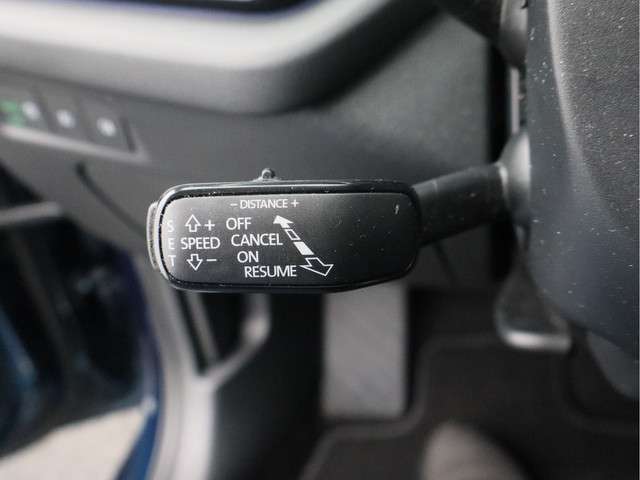 − DISTANCE +
S + OFF
E SPEED CANCEL
T − ON
RESUME